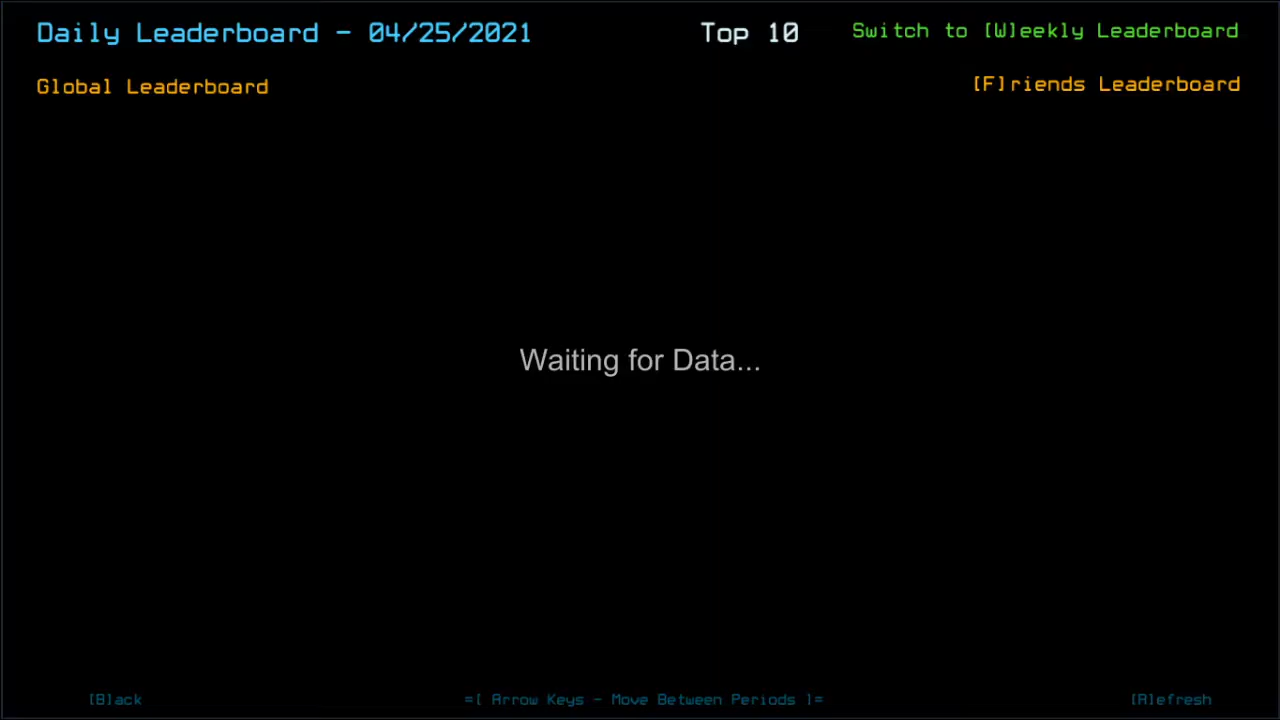 Daily Leaderboard - 04/25/2021
Top 10
Switch to [W]eekly Leaderboard
Global Leaderboard
[F]riends Leaderboard
Waiting for Data...
[B]ack
=[ Arrow Keys - Move Between Periods ]=
[R]efresh